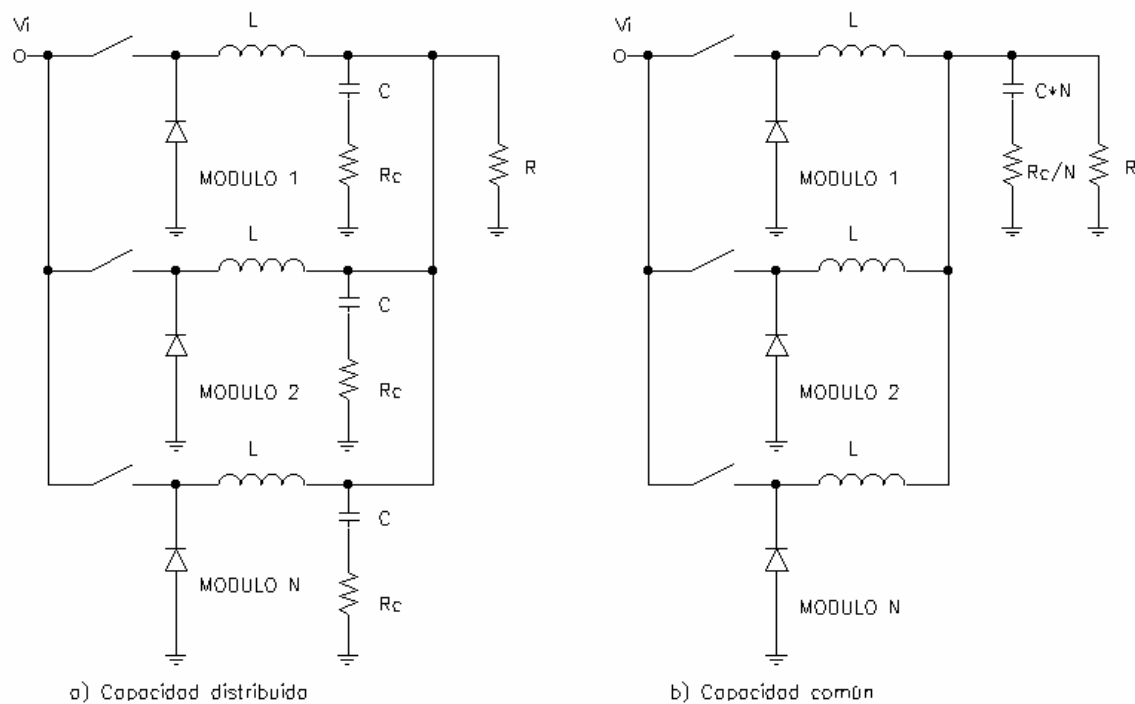 Vi
L
C
Rc
R
MODULO 1
L
C
Rc
MODULO 2
L
C
Rc
MODULO N
a) Capacidad distribuida
Vi
L
C*N
Rc/N
R
MODULO 1
L
MODULO 2
L
MODULO N
b) Capacidad común